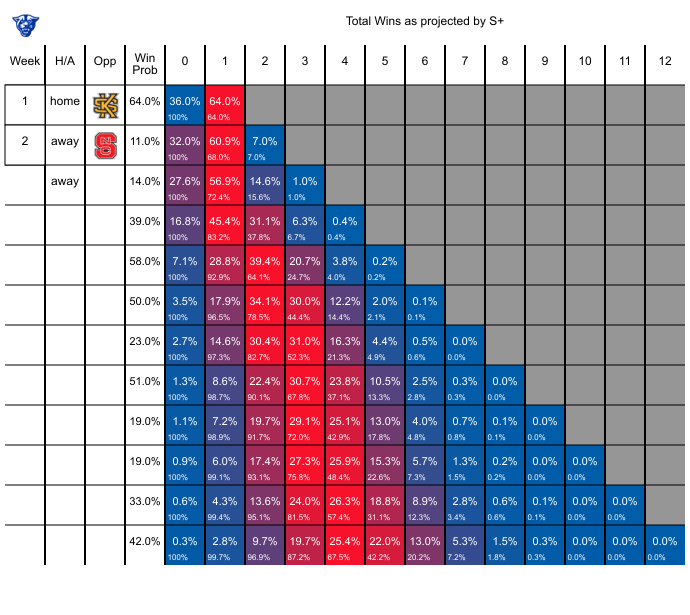 Total Wins as projected by S+
Week H/A Opp Win Prob 0 1 2 3 4 5 6 7 8 9 10 11 12
1 home KS 64.0% 36.0% 64.0%
100% 64.0%
2 away NCS 11.0% 32.0% 60.9% 7.0%
100% 68.0% 7.0%
away 14.0% 27.6% 56.9% 14.6% 1.0%
100% 72.4% 15.6% 1.0%
39.0% 16.8% 45.4% 31.1% 6.3% 0.4%
100% 83.2% 37.8% 6.7% 0.4%
58.0% 7.1% 28.8% 39.4% 20.7% 3.8% 0.2%
100% 92.9% 64.1% 24.7% 4.0% 0.2%
50.0% 3.5% 17.9% 34.1% 30.0% 12.2% 2.0% 0.1%
100% 96.5% 78.5% 44.4% 14.4% 2.1% 0.1%
23.0% 2.7% 14.6% 30.4% 31.0% 16.3% 4.4% 0.5% 0.0%
100% 97.3% 82.7% 52.3% 21.3% 4.9% 0.6% 0.0%
51.0% 1.3% 8.6% 22.4% 30.7% 23.8% 10.5% 2.5% 0.3% 0.0%
100% 98.7% 90.1% 67.8% 37.1% 13.3% 2.8% 0.3% 0.0%
19.0% 1.1% 7.2% 19.7% 29.1% 25.1% 13.0% 4.0% 0.7% 0.1% 0.0%
100% 98.9% 91.7% 72.0% 42.9% 17.8% 4.8% 0.8% 0.1% 0.0%
19.0% 0.9% 6.0% 17.4% 27.3% 25.9% 15.3% 5.7% 1.3% 0.2% 0.0% 0.0%
100% 99.1% 93.1% 75.8% 48.4% 22.6% 7.3% 1.5% 0.2% 0.0% 0.0%
33.0% 0.6% 4.3% 13.6% 24.0% 26.3% 18.8% 8.9% 2.8% 0.6% 0.1% 0.0% 0.0%
100% 99.4% 95.1% 81.5% 57.4% 31.1% 12.3% 3.4% 0.6% 0.1% 0.0% 0.0%
42.0% 0.3% 2.8% 9.7% 19.7% 25.4% 22.0% 13.0% 5.3% 1.5% 0.3% 0.0% 0.0% 0.0%
100% 99.7% 96.9% 87.2% 67.5% 42.2% 20.2% 7.2% 1.8% 0.3% 0.0% 0.0% 0.0%